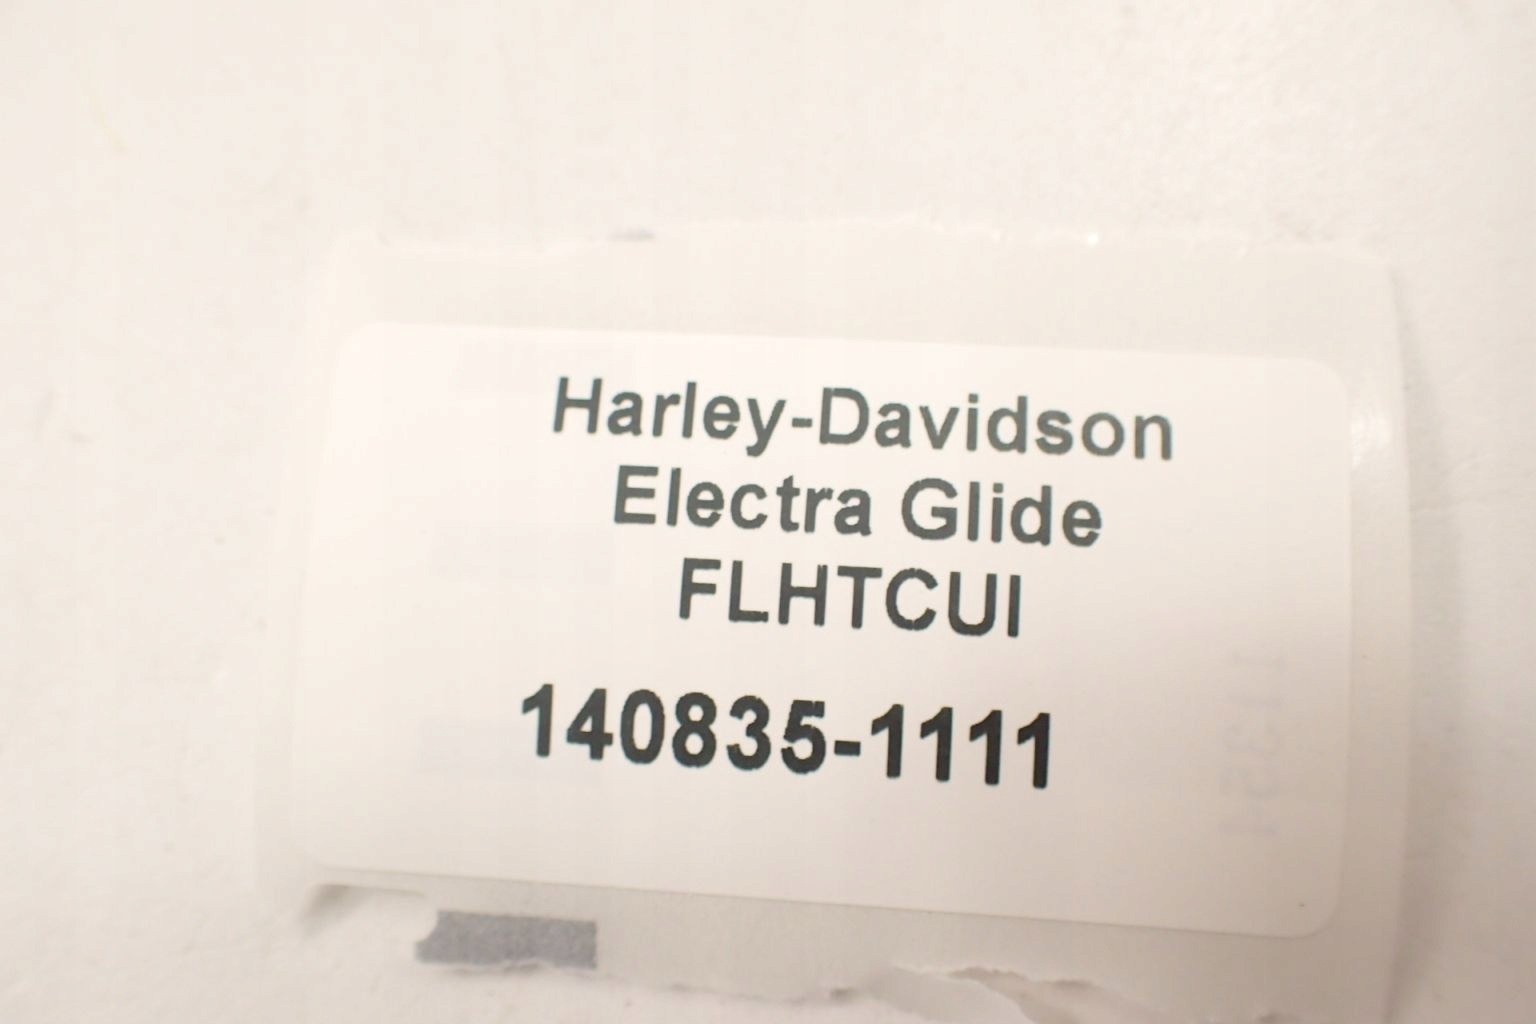 Harley-Davidson
Electra Glide
FLHTCUI
140835-1111